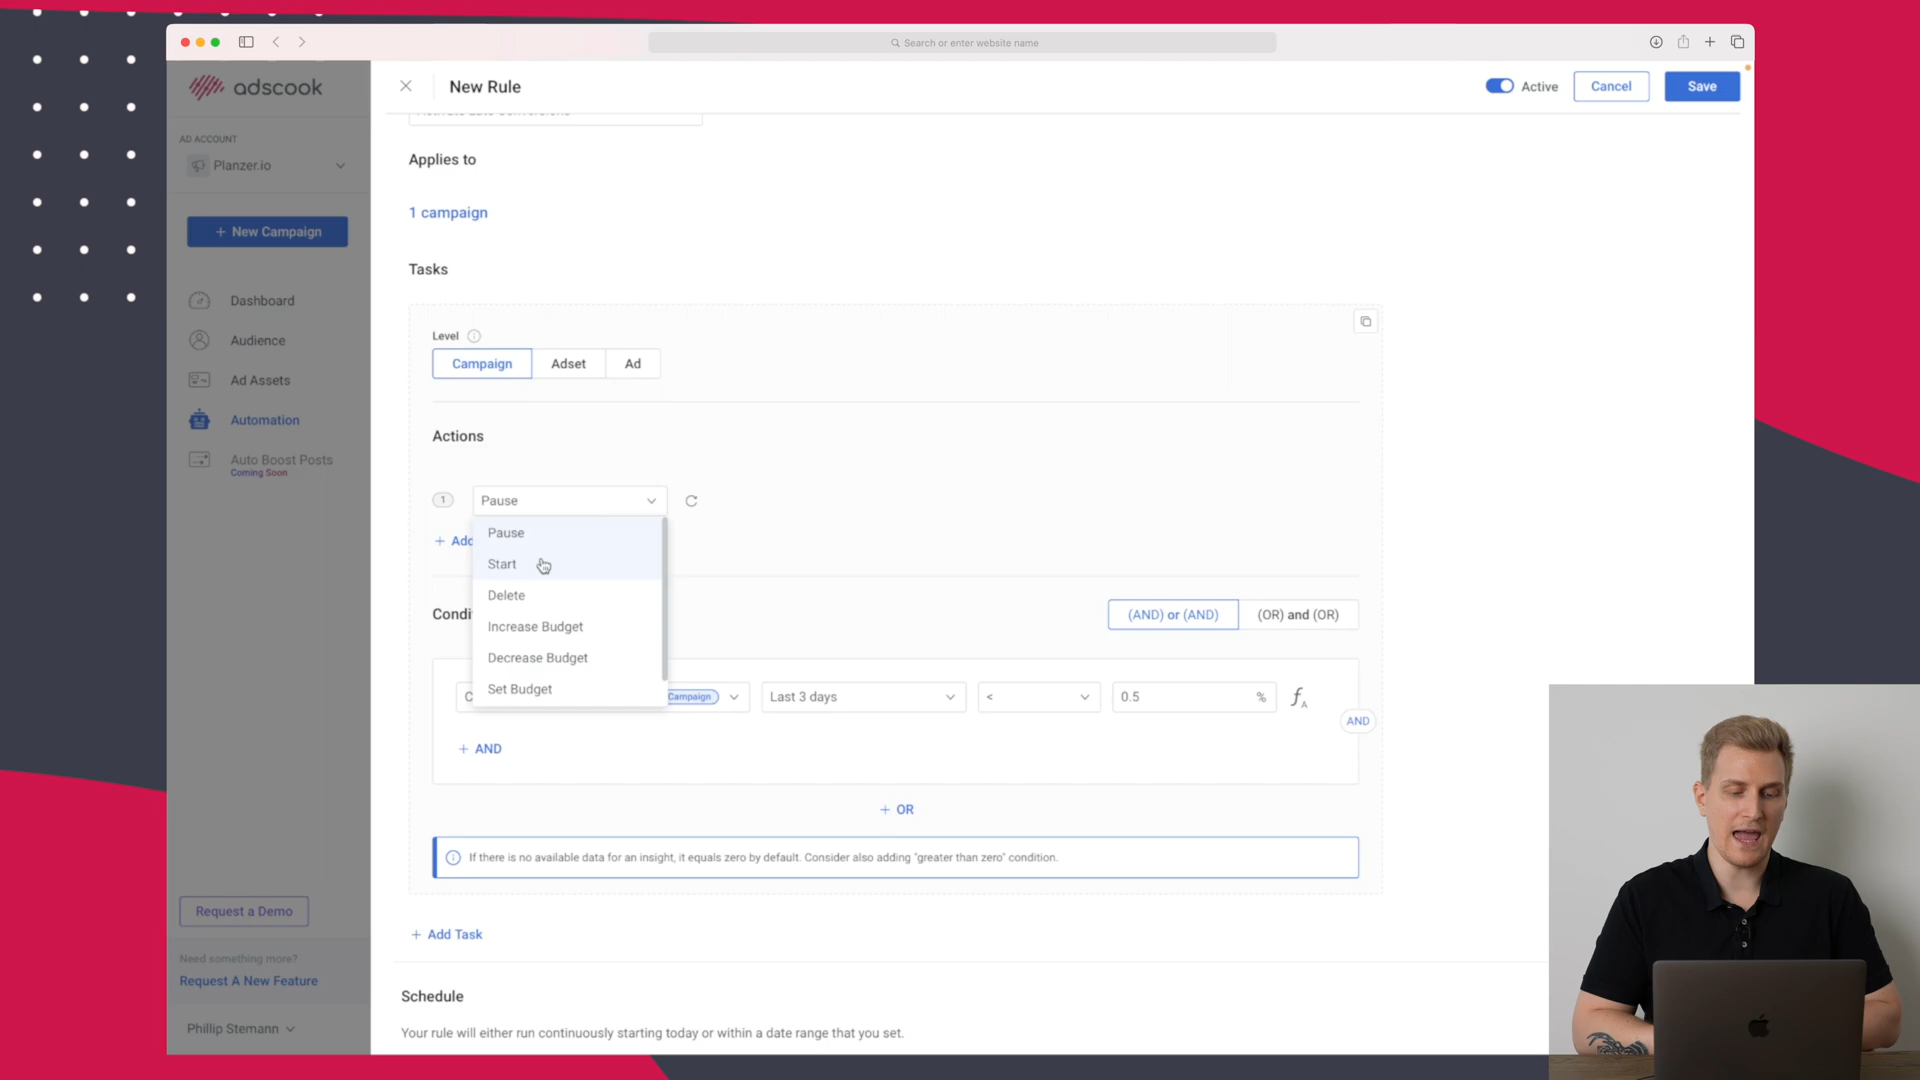 Search or enter website name
adscook
New Rule
Active
Cancel
Save
AD ACCOUNT
Planzer.io
Applies to
1 campaign
+ New Campaign
Tasks
Level
Campaign
Adset
Ad
Dashboard
Audience
Ad Assets
Automation
Auto Boost Posts
Coming Soon
Actions
1
Pause
Pause
+ Add
Start
Delete
Increase Budget
Decrease Budget
Set Budget
Condi
(AND) or (AND)
(OR) and (OR)
C
Campaign
Last 3 days
<
0.5
%
AND
+ AND
+ OR
If there is no available data for an insight, it equals zero by default. Consider also adding "greater than zero" condition.
+ Add Task
Request a Demo
Need something more?
Request A New Feature
Phillip Stemann
Schedule
Your rule will either run continuously starting today or within a date range that you set.